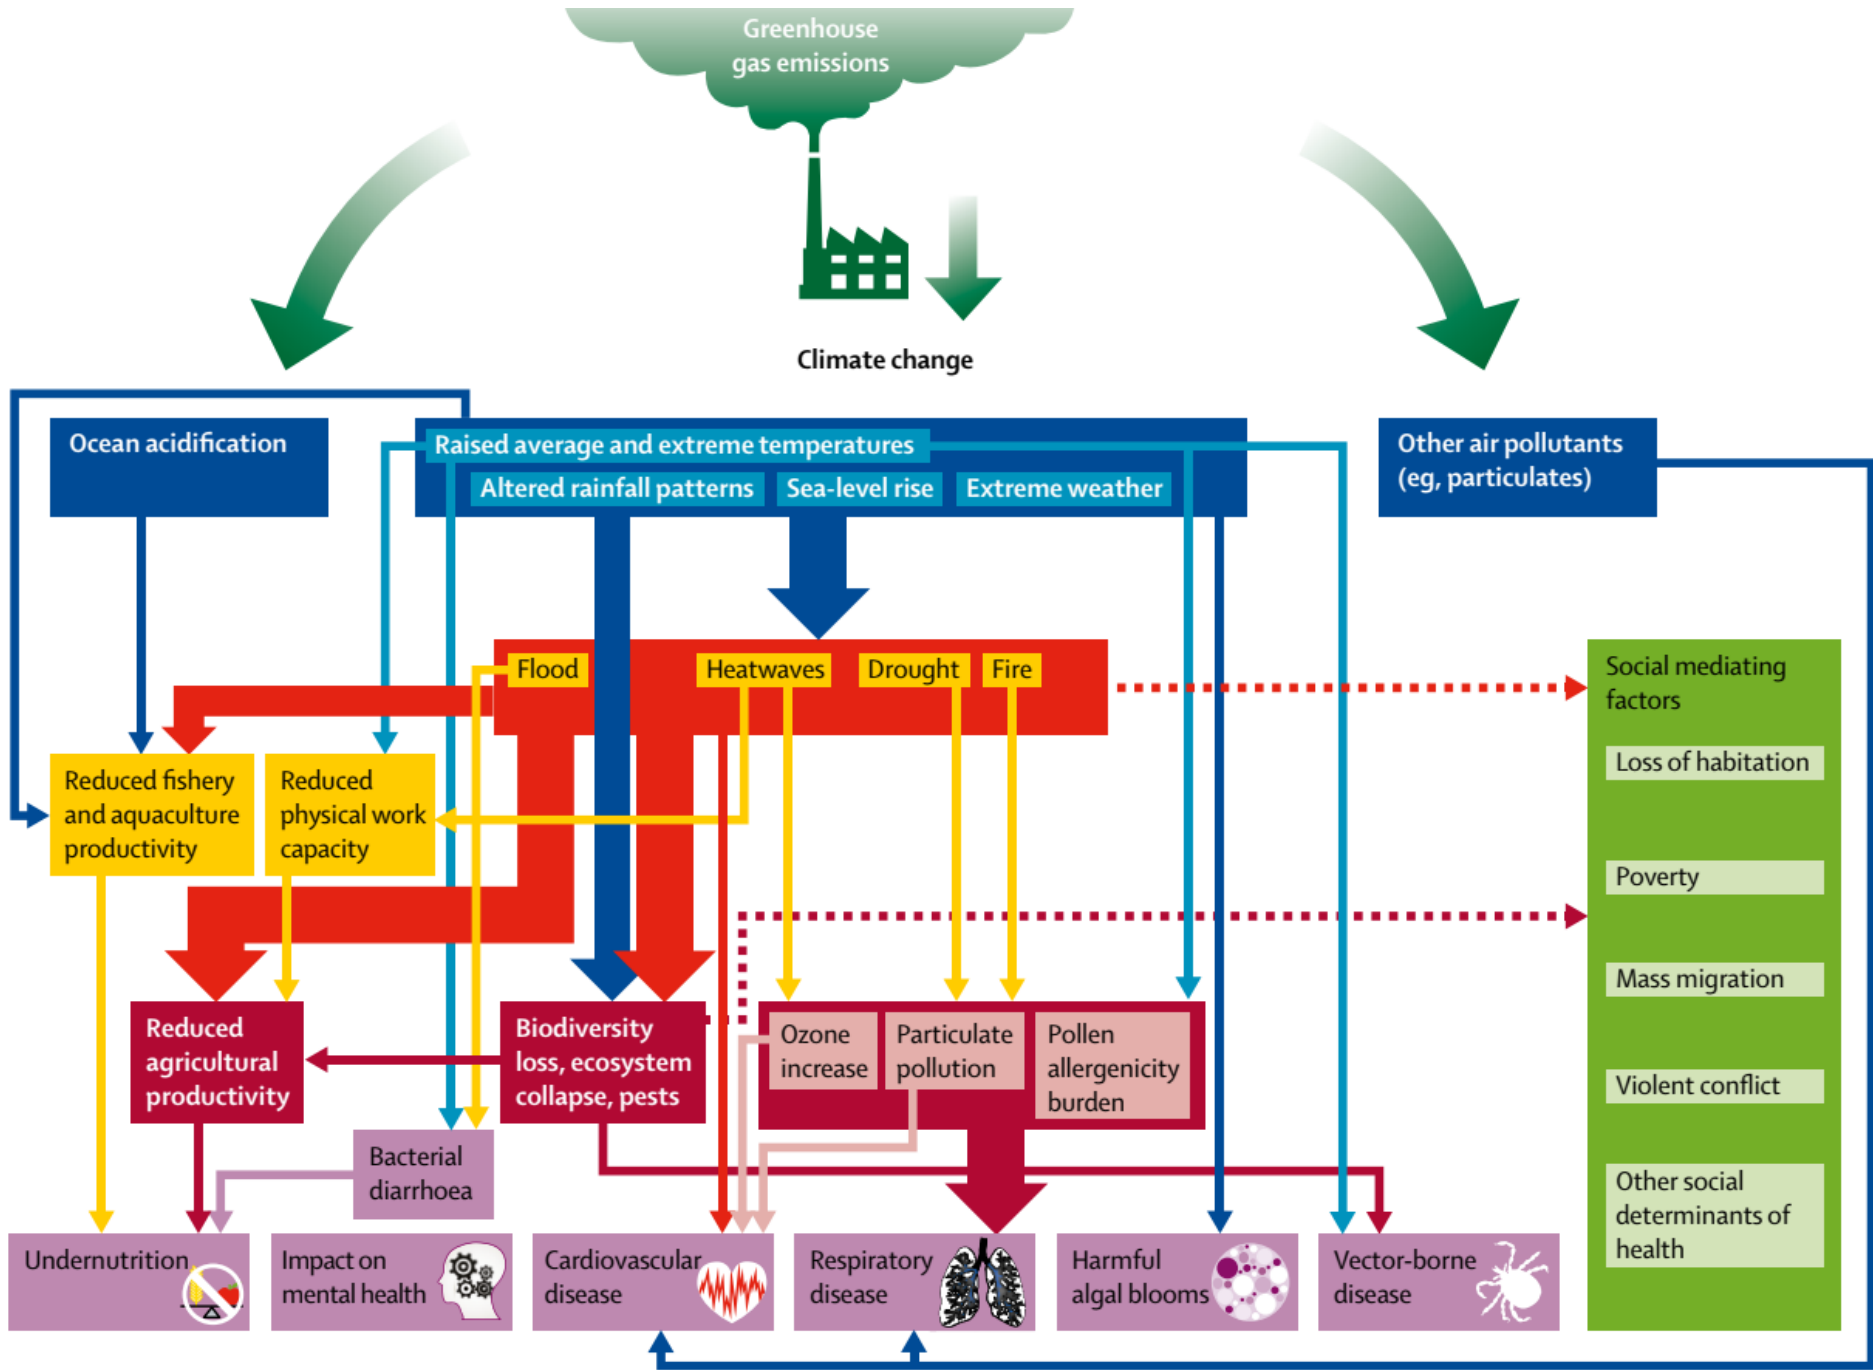 Greenhouse
gas emissions
Climate change
Ocean acidification
Raised average and extreme temperatures
Altered rainfall patterns
Sea-level rise
Extreme weather
Other air pollutants
(eg, particulates)
Flood
Heatwaves
Drought
Fire
Social mediating
factors
Loss of habitation
Poverty
Mass migration
Violent conflict
Other social
determinants of
health
Reduced fishery
and aquaculture
productivity
Reduced
physical work
capacity
Reduced
agricultural
productivity
Biodiversity
loss, ecosystem
collapse, pests
Ozone
increase
Particulate
pollution
Pollen
allergenicity
burden
Bacterial
diarrhoea
Undernutrition
Impact on
mental health
Cardiovascular
disease
Respiratory
disease
Harmful
algal blooms
Vector-borne
disease